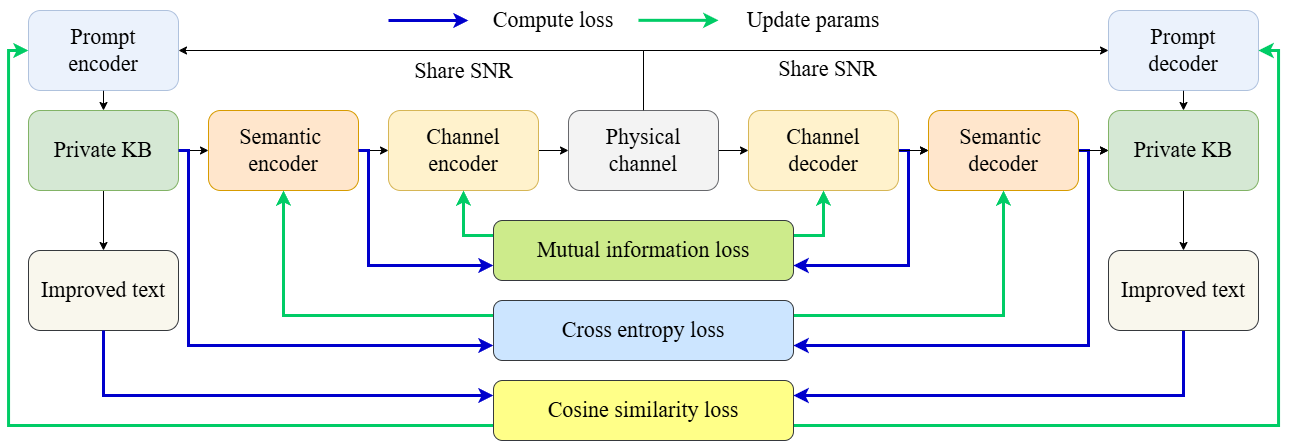 Compute loss
Update params
Prompt
encoder
Share SNR
Share SNR
Prompt
decoder
Private KB
Semantic
encoder
Channel
encoder
Physical
channel
Channel
decoder
Semantic
decoder
Private KB
Mutual information loss
Improved text
Improved text
Cross entropy loss
Cosine similarity loss